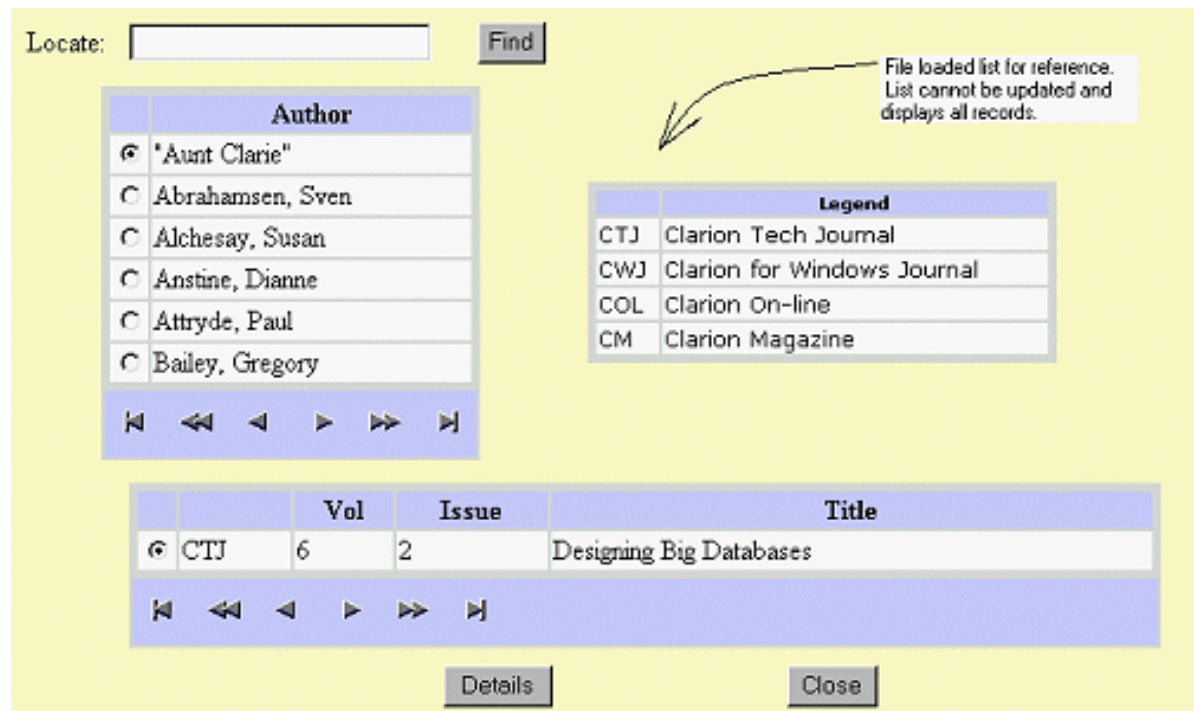 Locate: Find
File loaded list for reference.
List cannot be updated and
displays all records.
Author
"Aunt Clarie"
Abrahamsen, Sven
Alchesay, Susan
Anstine, Dianne
Attryde, Paul
Bailey, Gregory
Legend
CTJ Clarion Tech Journal
CWJ Clarion for Windows Journal
COL Clarion On-line
CM Clarion Magazine
Vol Issue Title
CTJ 6 2 Designing Big Databases
Details Close